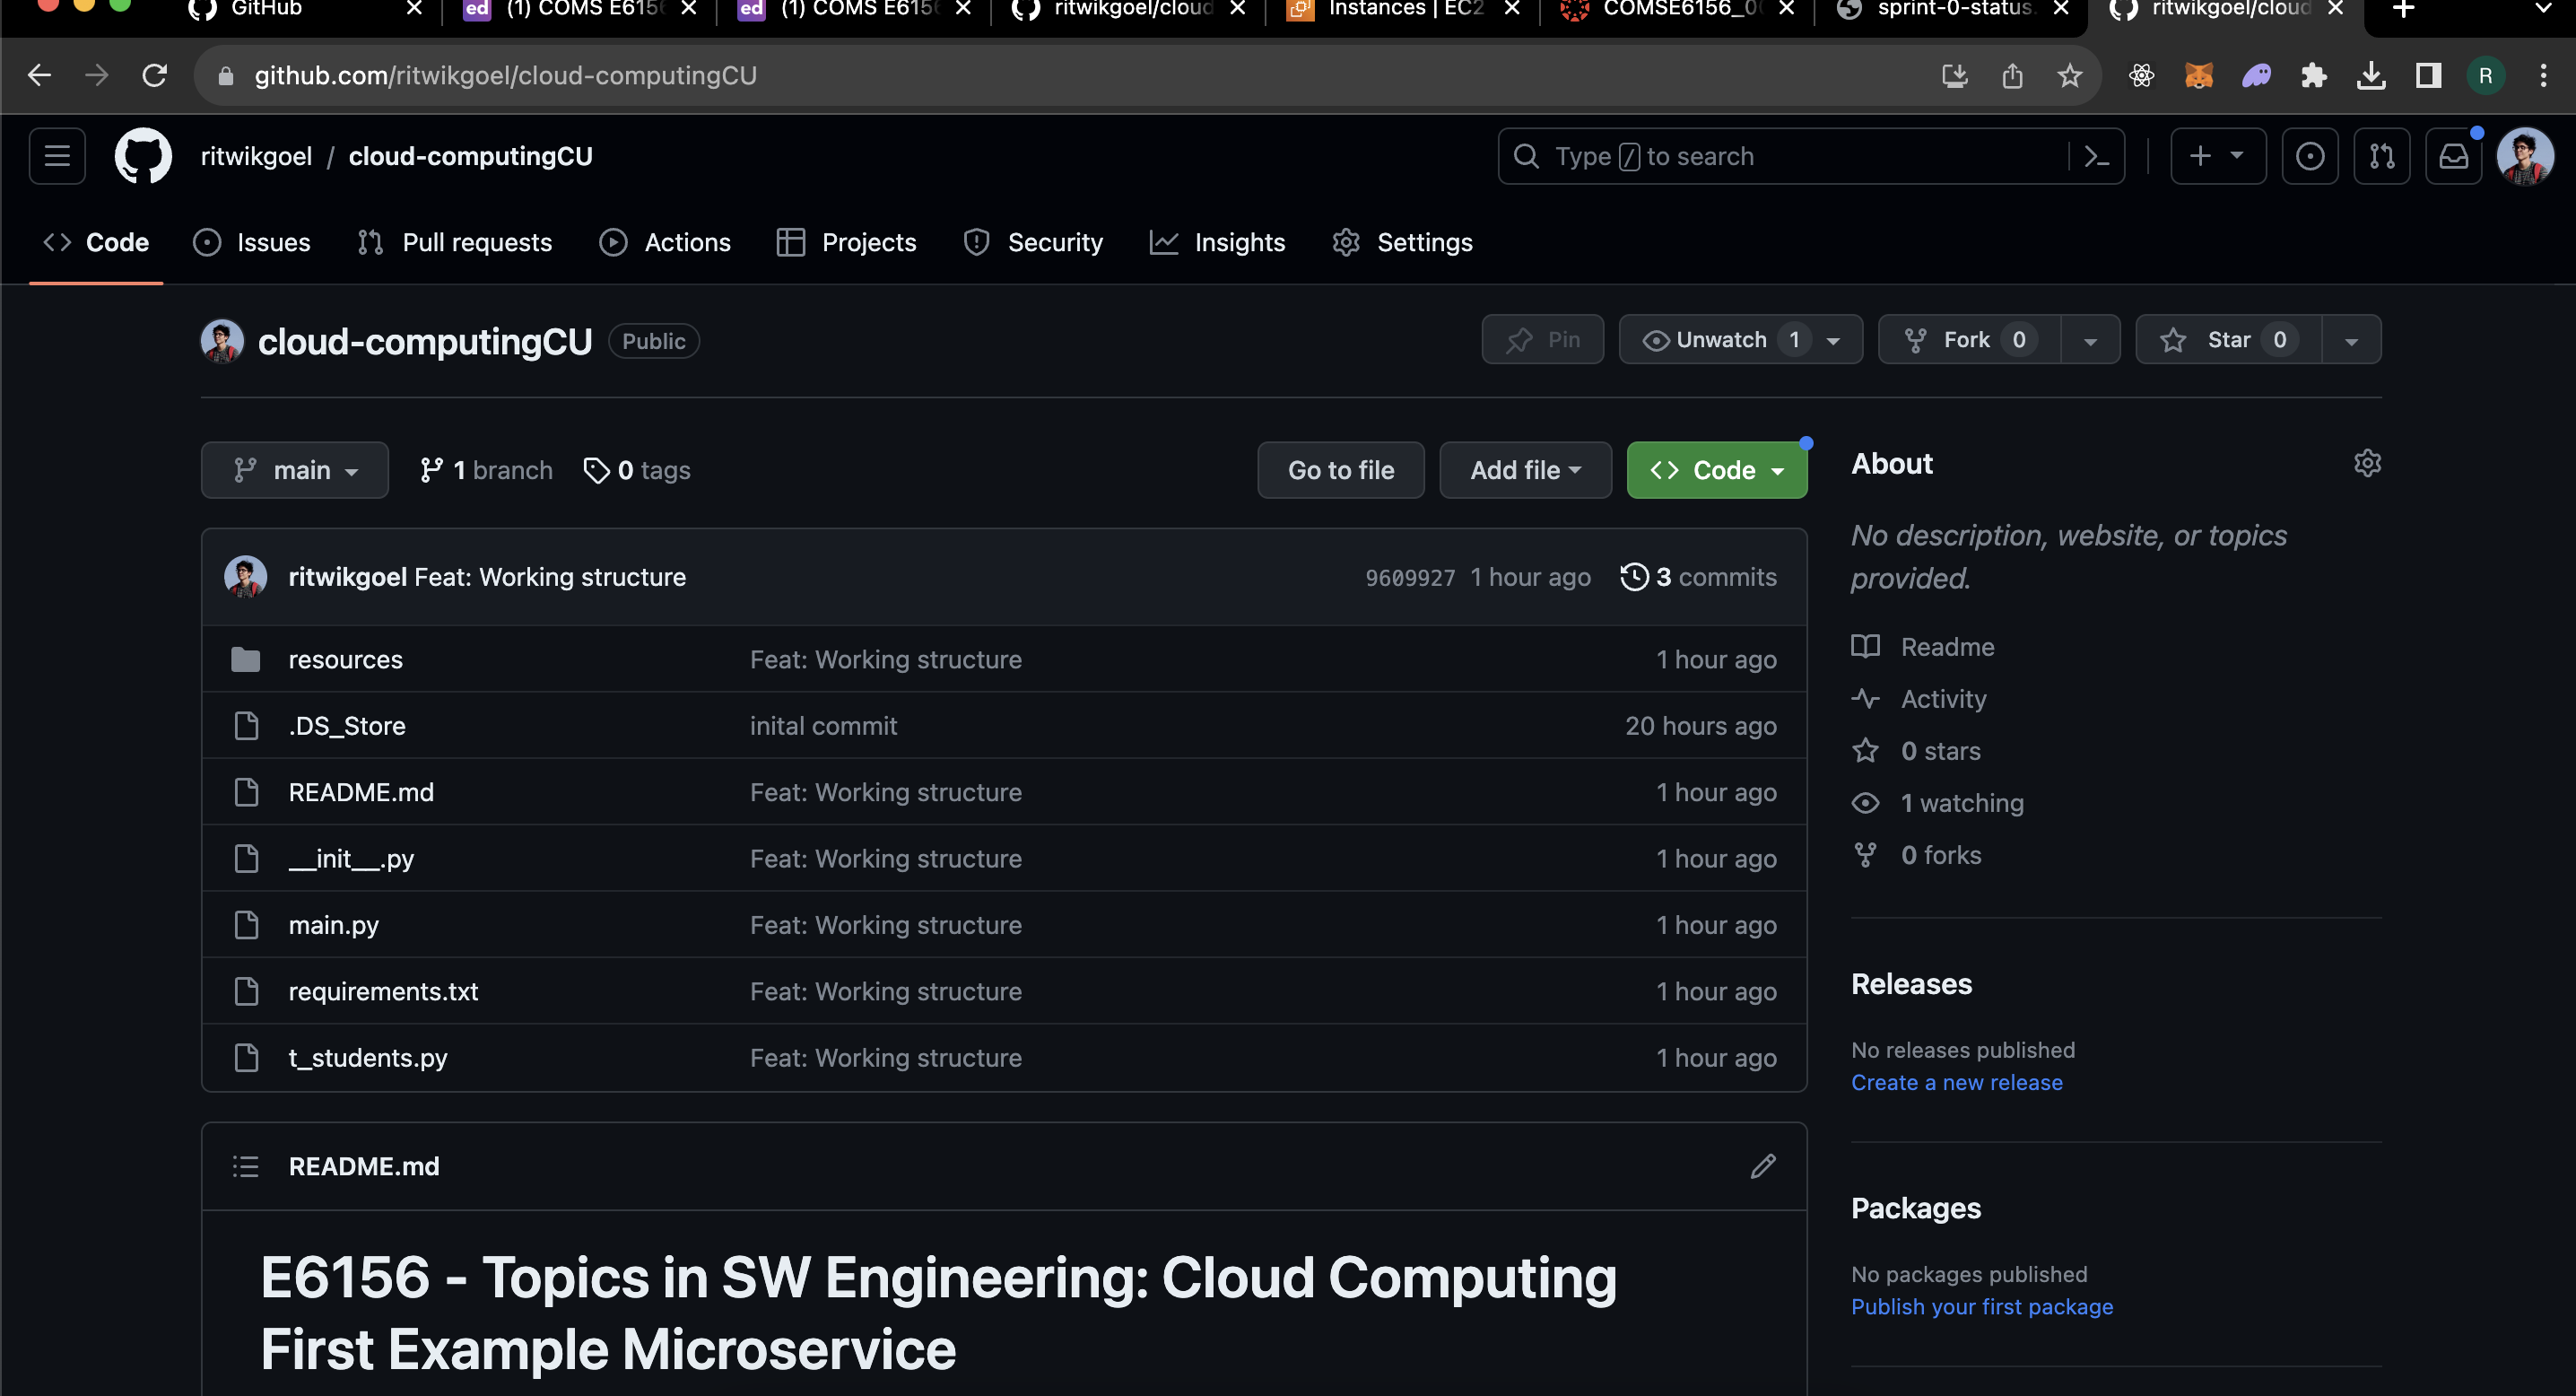 GitHub
ed (1) COMS E6156
ed (1) COMS E6156
ritwikgoel/cloud
Instances | EC2
COMSE6156_00
sprint-0-status.
ritwikgoel/cloud
github.com/ritwikgoel/cloud-computingCU
R
ritwikgoel / cloud-computingCU
Type / to search
Code Issues Pull requests Actions Projects Security Insights Settings
cloud-computingCU Public
Pin Unwatch 1 Fork 0 Star 0
main 1 branch 0 tags Go to file Add file Code
ritwikgoel Feat: Working structure 9609927 1 hour ago 3 commits
resources Feat: Working structure 1 hour ago
.DS_Store inital commit 20 hours ago
README.md Feat: Working structure 1 hour ago
__init__.py Feat: Working structure 1 hour ago
main.py Feat: Working structure 1 hour ago
requirements.txt Feat: Working structure 1 hour ago
t_students.py Feat: Working structure 1 hour ago
README.md
E6156 - Topics in SW Engineering: Cloud Computing
First Example Microservice
About
No description, website, or topics
provided.
Readme
Activity
0 stars
1 watching
0 forks
Releases
No releases published
Create a new release
Packages
No packages published
Publish your first package